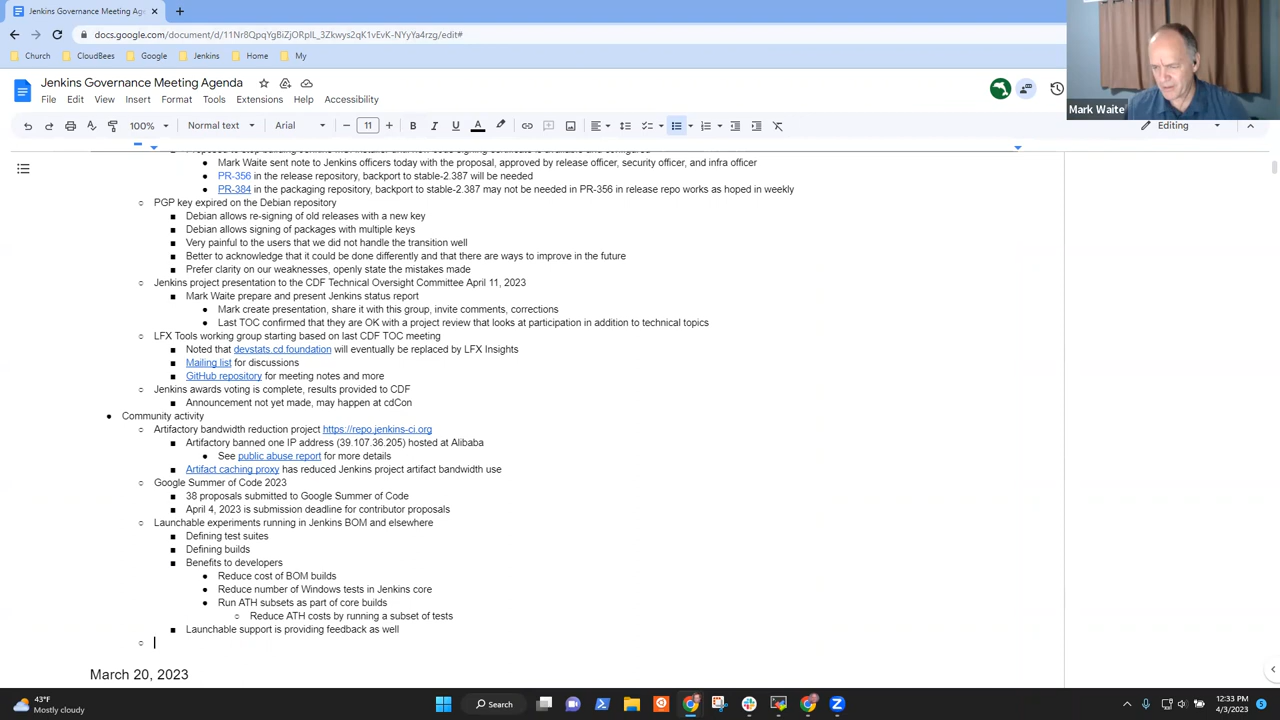 Jenkins Governance Meeting Age
docs.google.com/document/d/11Nr8QpqYgBiZjORpIL_3Zkwys2qK1vEvK-NYyYa4rzg/edit#
Church CloudBees Google Jenkins Home My
Jenkins Governance Meeting Agenda
File Edit View Insert Format Tools Extensions Help Accessibility
Mark Waite
100% Normal text Arial 11 B I U A Editing
Mark Waite sent note to Jenkins officers today with the proposal, approved by release officer, security officer, and infra officer
PR-356 in the release repository, backport to stable-2.387 will be needed
PR-384 in the packaging repository, backport to stable-2.387 may not be needed in PR-356 in release repo works as hoped in weekly
PGP key expired on the Debian repository
Debian allows re-signing of old releases with a new key
Debian allows signing of packages with multiple keys
Very painful to the users that we did not handle the transition well
Better to acknowledge that it could be done differently and that there are ways to improve in the future
Prefer clarity on our weaknesses, openly state the mistakes made
Jenkins project presentation to the CDF Technical Oversight Committee April 11, 2023
Mark Waite prepare and present Jenkins status report
Mark create presentation, share it with this group, invite comments, corrections
Last TOC confirmed that they are OK with a project review that looks at participation in addition to technical topics
LFX Tools working group starting based on last CDF TOC meeting
Noted that devstats.cd.foundation will eventually be replaced by LFX Insights
Mailing list for discussions
GitHub repository for meeting notes and more
Jenkins awards voting is complete, results provided to CDF
Announcement not yet made, may happen at cdCon
Community activity
Artifactory bandwidth reduction project https://repo.jenkins-ci.org
Artifactory banned one IP address (39.107.36.205) hosted at Alibaba
See public abuse report for more details
Artifact caching proxy has reduced Jenkins project artifact bandwidth use
Google Summer of Code 2023
38 proposals submitted to Google Summer of Code
April 4, 2023 is submission deadline for contributor proposals
Launchable experiments running in Jenkins BOM and elsewhere
Defining test suites
Defining builds
Benefits to developers
Reduce cost of BOM builds
Reduce number of Windows tests in Jenkins core
Run ATH subsets as part of core builds
Reduce ATH costs by running a subset of tests
Launchable support is providing feedback as well
March 20, 2023
43°F
Mostly cloudy
Search
12:33 PM
4/3/2023